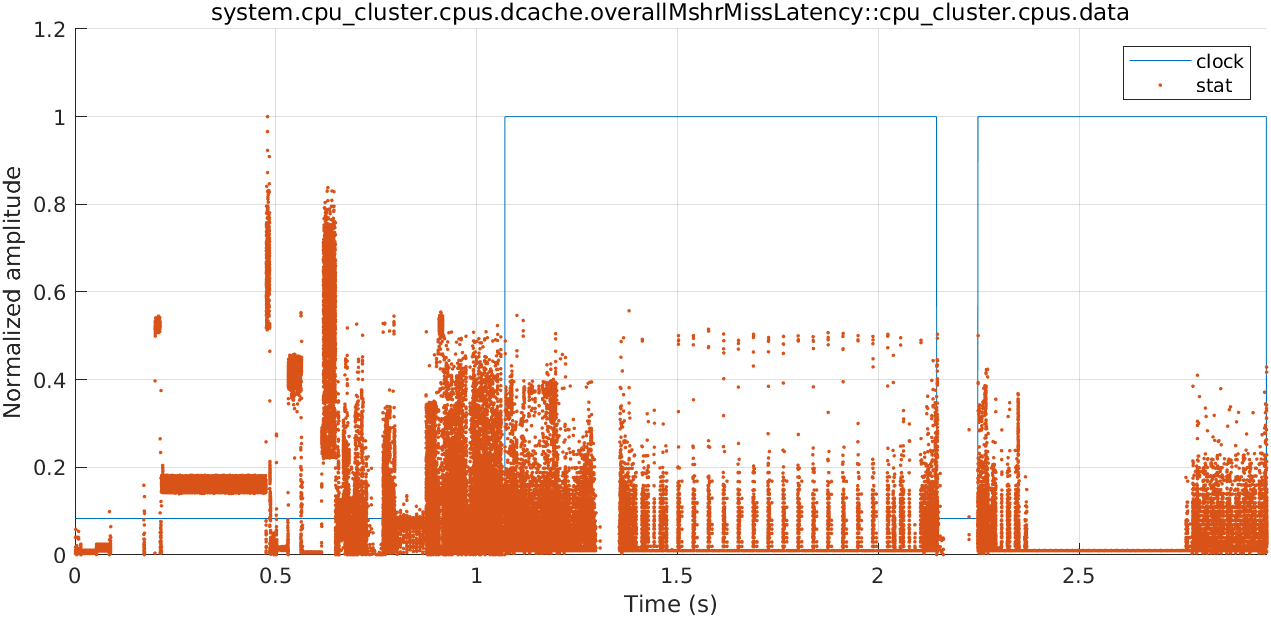 system.cpu_cluster.cpus.dcache.overallMshrMissLatency::cpu_cluster.cpus.data
1.2
1
0.8
0.6
0.4
0.2
0
Normalized amplitude
clock
stat
0
0.5
1
1.5
2
2.5
Time (s)